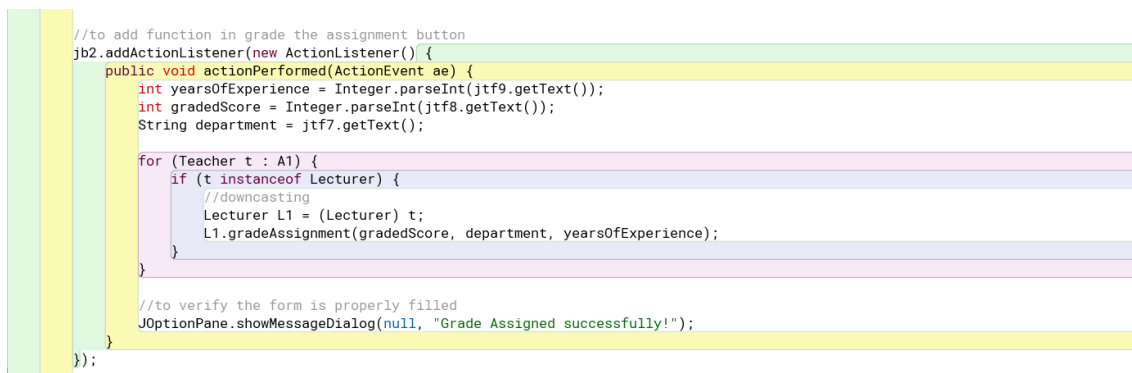 //to add function in grade the assignment button
jb2.addActionListener(new ActionListener() {
public void actionPerformed(ActionEvent ae) {
int yearsOfExperience = Integer.parseInt(jtf9.getText());
int gradedScore = Integer.parseInt(jtf8.getText());
String department = jtf7.getText();
for (Teacher t : A1) {
if (t instanceof Lecturer) {
//downcasting
Lecturer L1 = (Lecturer) t;
L1.gradeAssignment(gradedScore, department, yearsOfExperience);
}
}
//to verify the form is properly filled
JOptionPane.showMessageDialog(null, "Grade Assigned successfully!");
}
});